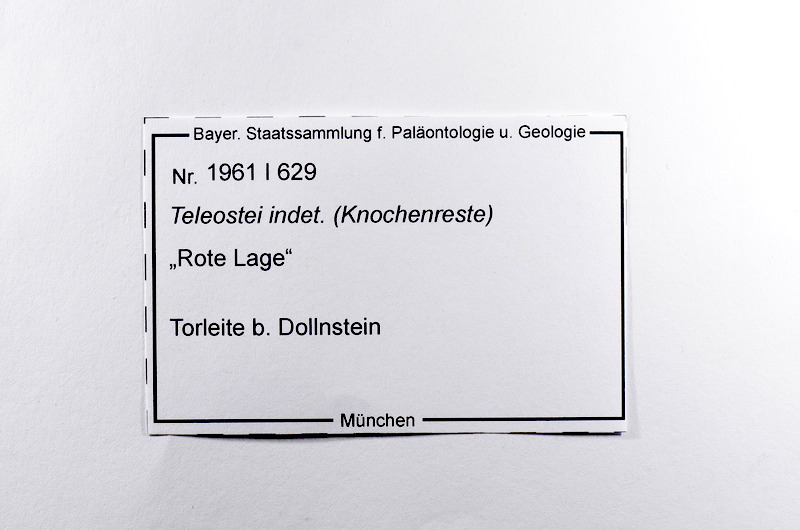 Bayer. Staatssammlung f. Paläontologie u. Geologie
Nr. 1961 I 629
Teleostei indet. (Knochenreste)
„Rote Lage“
Torleite b. Dollnstein
München